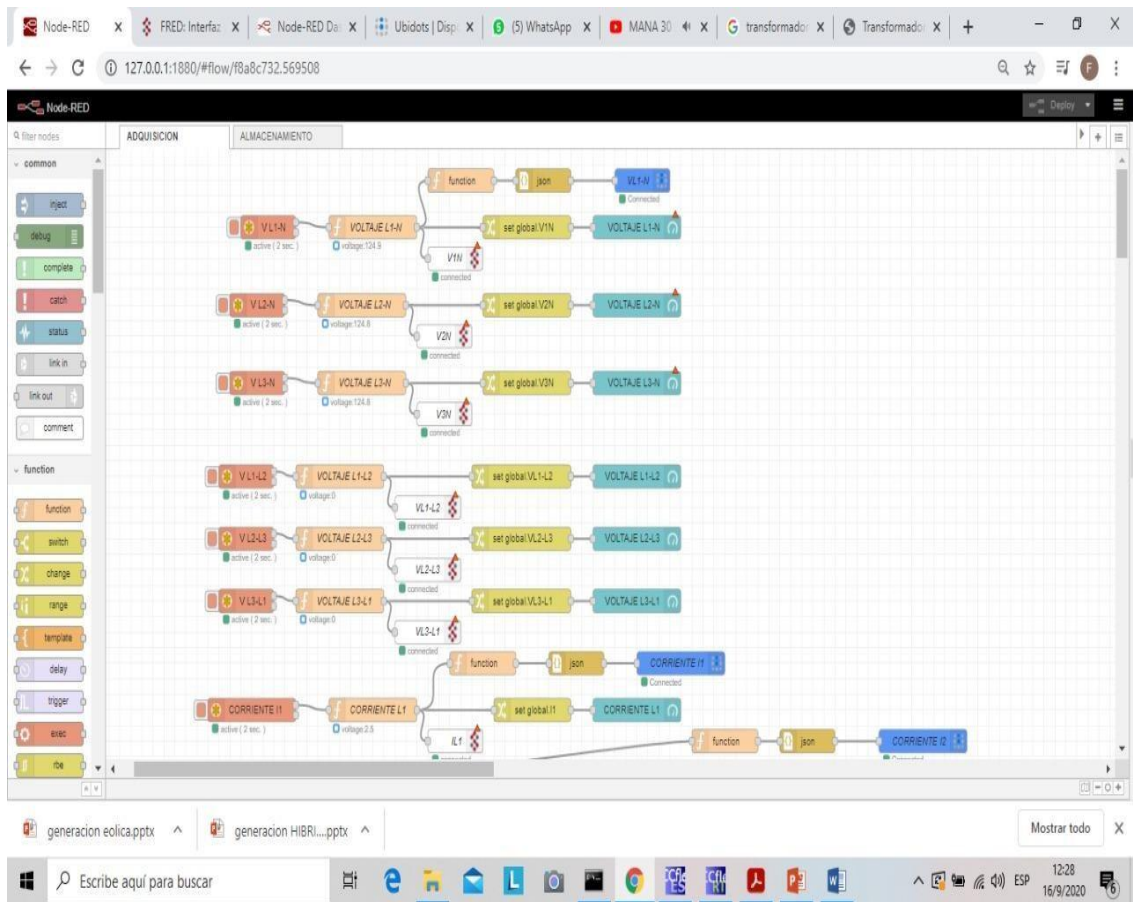 Node-RED
FRED: Interfaz
Node-RED Da
Ubidots | Disp
(5) WhatsApp
MANA 30
transformador
Transformador
127.0.0.1:1880/#flow/f8a8c732.569508
F
Node-RED
Deploy
filter nodes
ADQUISICION
ALMACENAMIENTO
common
inject
debug
complete
catch
status
link in
link out
comment
function
function
switch
change
range
template
delay
trigger
exec
rbe
function
json
VL1-N
Connected
V L1-N
active ( 2 sec. )
VOLTAJE L1-N
voltage:124.9
set global.V1N
VOLTAJE L1-N
V1N
connected
V L2-N
active ( 2 sec. )
VOLTAJE L2-N
voltage:124.8
set global.V2N
VOLTAJE L2-N
V2N
connected
V L3-N
active ( 2 sec. )
VOLTAJE L3-N
voltage:124.8
set global.V3N
VOLTAJE L3-N
V3N
connected
V L1-L2
active ( 2 sec. )
VOLTAJE L1-L2
voltage:0
set global.VL1-L2
VOLTAJE L1-L2
VL1-L2
connected
V L2-L3
active ( 2 sec. )
VOLTAJE L2-L3
voltage:0
set global.VL2-L3
VOLTAJE L2-L3
VL2-L3
connected
V L3-L1
active ( 2 sec. )
VOLTAJE L3-L1
voltage:0
set global.VL3-L1
VOLTAJE L3-L1
VL3-L1
connected
function
json
CORRIENTE I1
Connected
CORRIENTE I1
active ( 2 sec. )
CORRIENTE L1
voltage:2.5
set global.I1
CORRIENTE L1
IL1
connected
function
json
CORRIENTE I2
Connected
generacion eolica.pptx
generacion HIBRI....pptx
Mostrar todo
Escribe aquí para buscar
ESP
12:28
16/9/2020